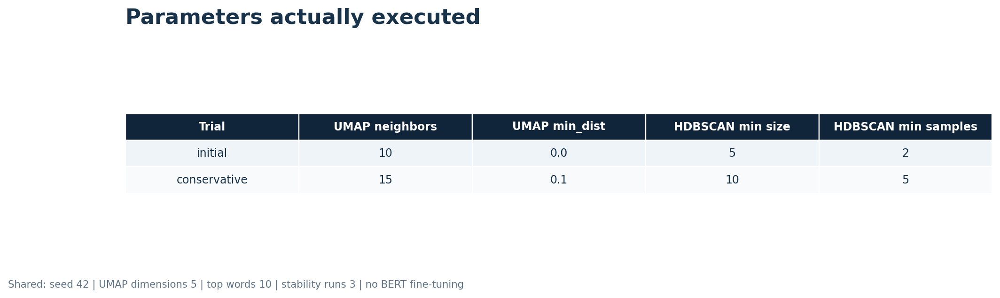 Parameters actually executed
Trial UMAP neighbors UMAP min_dist HDBSCAN min size HDBSCAN min samples
initial 10 0.0 5 2
conservative 15 0.1 10 5
Shared: seed 42 | UMAP dimensions 5 | top words 10 | stability runs 3 | no BERT fine-tuning